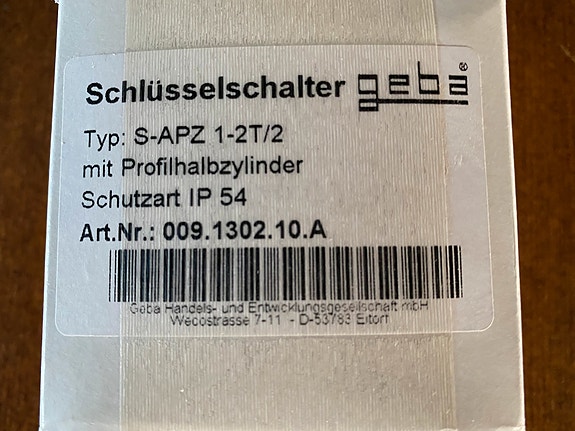 Schlüsselschalter geba®
Typ: S-APZ 1-2T/2
mit Profilhalbzylinder
Schutzart IP 54
Art.Nr.: 009.1302.10.A
Geba Handels- und Entwicklungsgesellschaft mbH
Wecostrasse 7-11 - D-53783 Eitorf